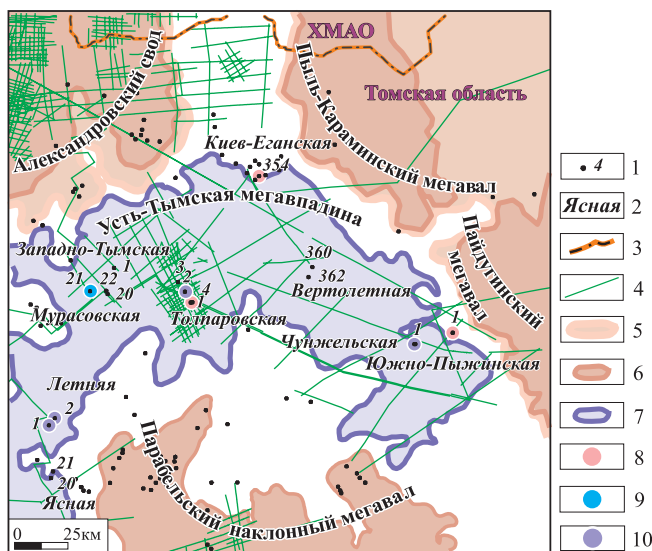 ХМАО
Томская область
Александровский свод
Пыль-Караминский мегавал
Киев-Еганская
354
Усть-Тымская мегавпадина
Пайдугинский
мегавал
Западно-Тымская
1
21
22
20
3
2
4
1
360
362
Вертолетная
Мурасовская
Толпаровская
Чунжельская
1
1
Южно-Пыжинская
Летняя
2
1
21
20
Ясная
Парабельский наклонный мегавал
0 25км
4 1
Ясная 2
3
4
5
6
7
8
9
10